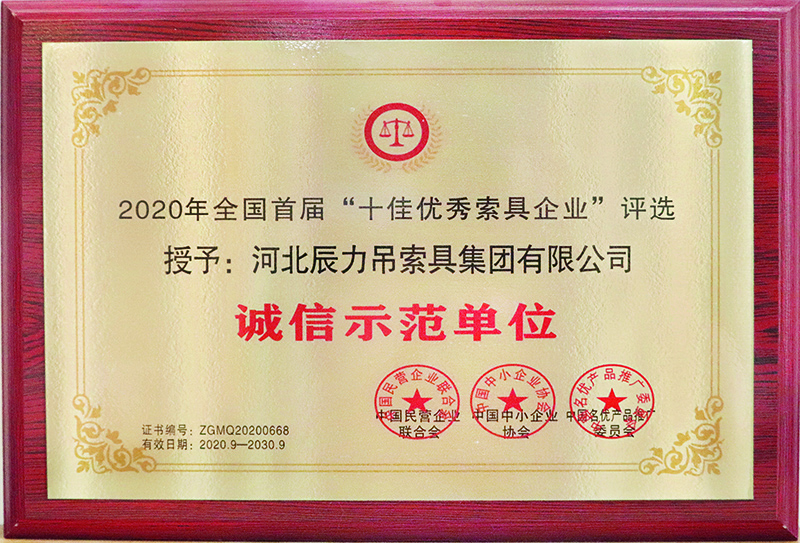 2020年全国首届“十佳优秀索具企业”评选
授予：河北辰力吊索具集团有限公司
诚信示范单位
中国民营企业联合会
中国中小企业协会
中国名优产品推广委员会
中国民营企业
联合会
中国中小企业
协会
中国名优产品推广
委员会
证书编号：ZGMQ20200668
有效日期：2020.9—2030.9